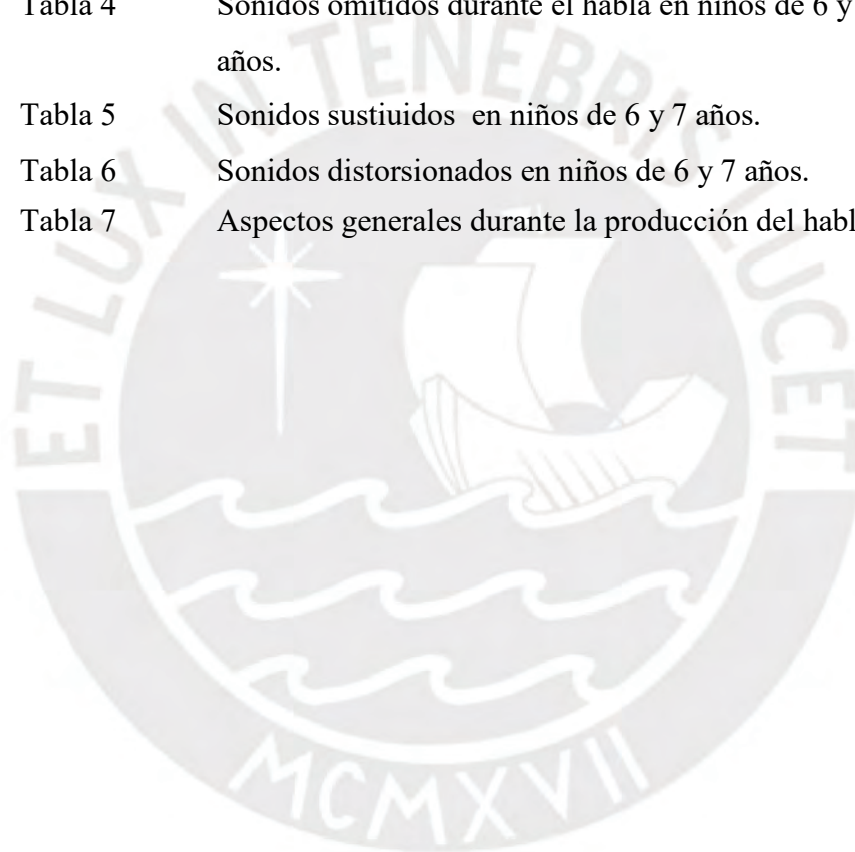 Tabla 4 Sonidos omitidos durante el habla en niños de 6 y
años.
Tabla 5 Sonidos sustiuidos en niños de 6 y 7 años.
Tabla 6 Sonidos distorsionados en niños de 6 y 7 años.
Tabla 7 Aspectos generales durante la producción del habl
ET LUX IN TENEBRIS LUCET
MCMXVII